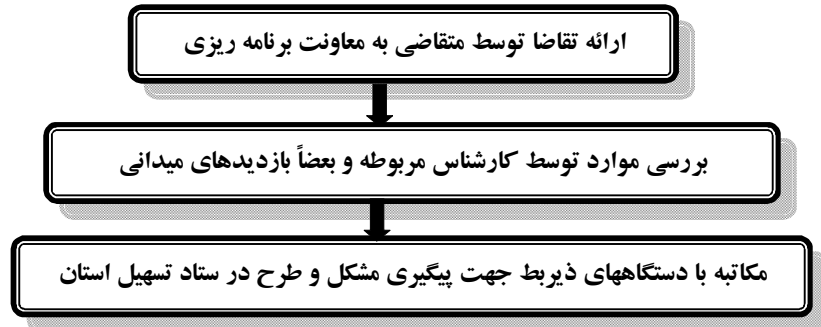 ارائه تقاضا توسط متقاضی به معاونت برنامه ریزی
بررسی موارد توسط کارشناس مربوطه و بعضاً بازدیدهای میدانی
مکاتبه با دستگاههای ذیربط جهت پیگیری مشکل و طرح در ستاد تسهیل استان